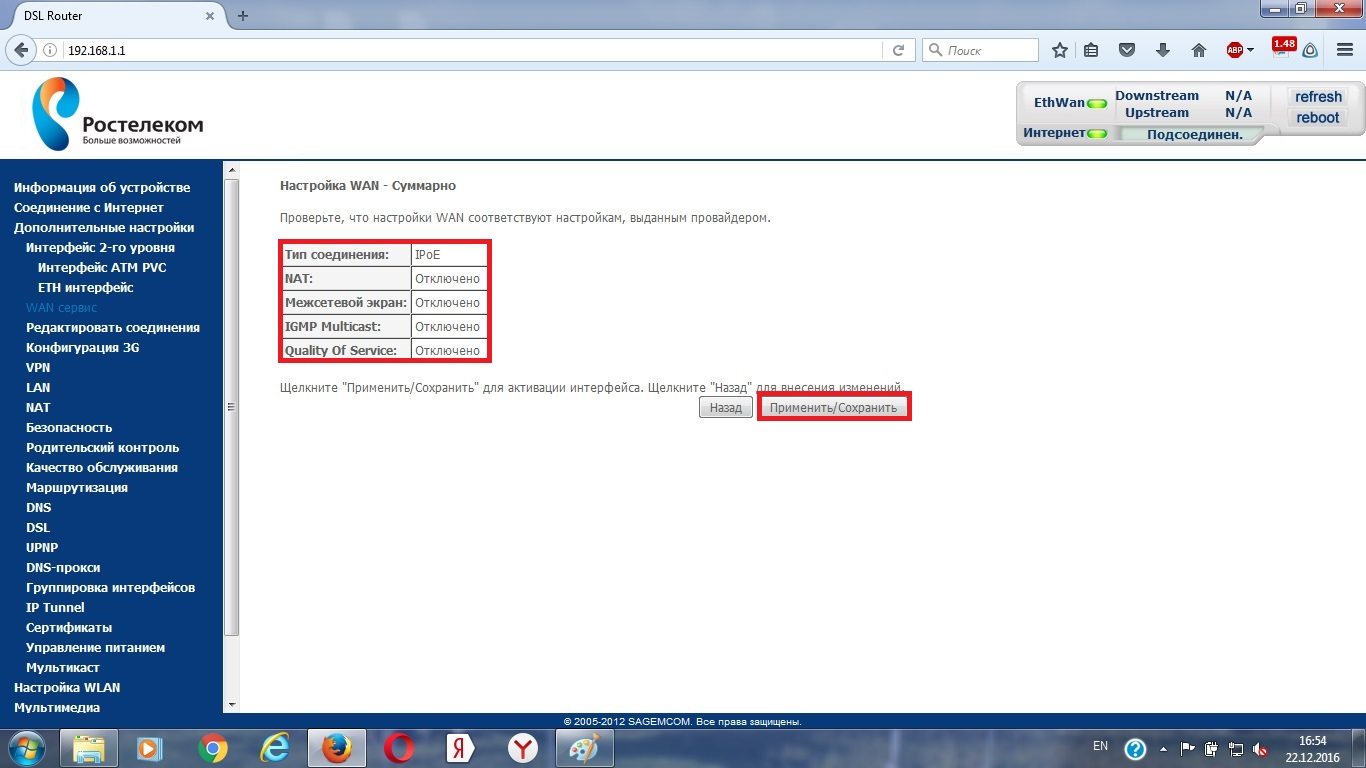 DSL Router
192.168.1.1
Поиск
ABP
1.48
Ростелеком
Больше возможностей
EthWan
Downstream N/A
Upstream N/A
Интернет
Подсоединен.
refresh
reboot
Информация об устройстве
Соединение с Интернет
Дополнительные настройки
Интерфейс 2-го уровня
Интерфейс ATM PVC
ETH интерфейс
WAN сервис
Редактировать соединения
Конфигурация 3G
VPN
LAN
NAT
Безопасность
Родительский контроль
Качество обслуживания
Маршрутизация
DNS
DSL
UPNP
DNS-прокси
Группировка интерфейсов
IP Tunnel
Сертификаты
Управление питанием
Мультикаст
Настройка WLAN
Мультимедиа
Настройка WAN - Суммарно
Проверьте, что настройки WAN соответствуют настройкам, выданным провайдером.
Тип соединения: IPoE
NAT: Отключено
Межсетевой экран: Отключено
IGMP Multicast: Отключено
Quality Of Service: Отключено
Щелкните "Применить/Сохранить" для активации интерфейса. Щелкните "Назад" для внесения изменений.
Назад
Применить/Сохранить
© 2005-2012 SAGEMCOM. Все права защищены.
EN
16:54
22.12.2016